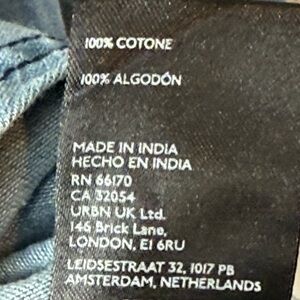 100% COTONE
100% ALGODÓN
MADE IN INDIA
HECHO EN INDIA
RN 66170
CA 32054
URBN UK Ltd.
146 Brick Lane,
LONDON, E1 6RU
LEIDSESTRAAT 32, 1017 PB
AMSTERDAM, NETHERLANDS